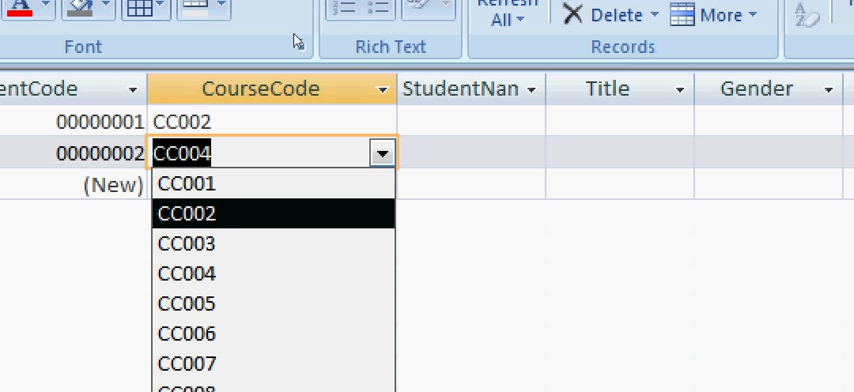 Refresh
All
Delete
More
Font
Rich Text
Records
entCode CourseCode StudentNan Title Gender
00000001 CC002
00000002 CC004
(New) CC001
CC002
CC003
CC004
CC005
CC006
CC007
CC008